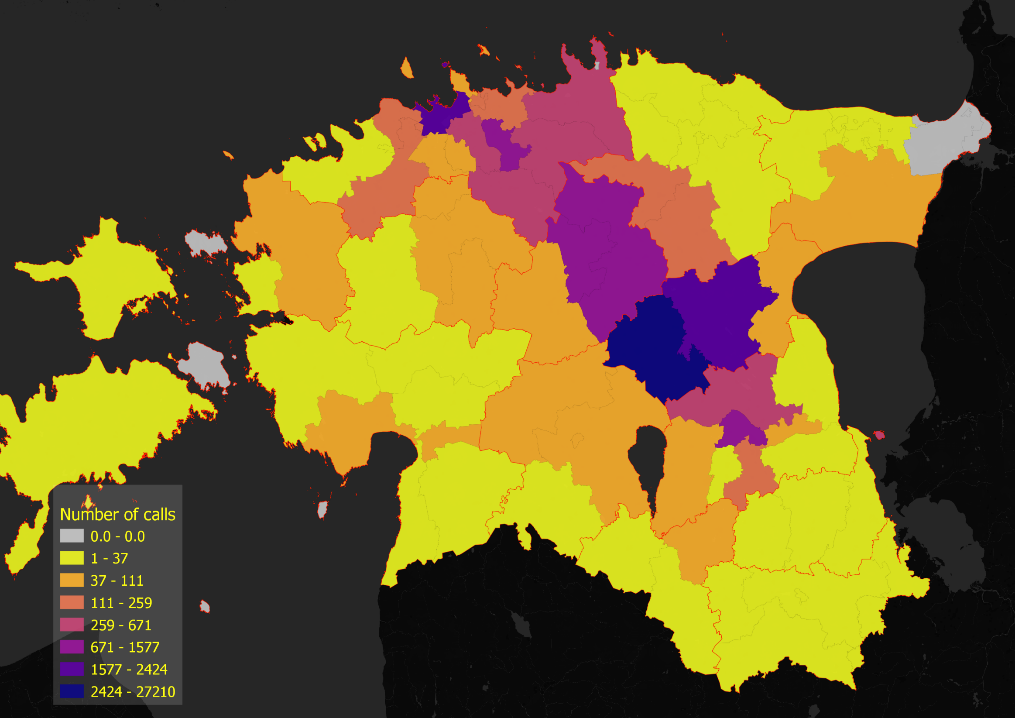 Number of calls
0.0 - 0.0
1 - 37
37 - 111
111 - 259
259 - 671
671 - 1577
1577 - 2424
2424 - 27210